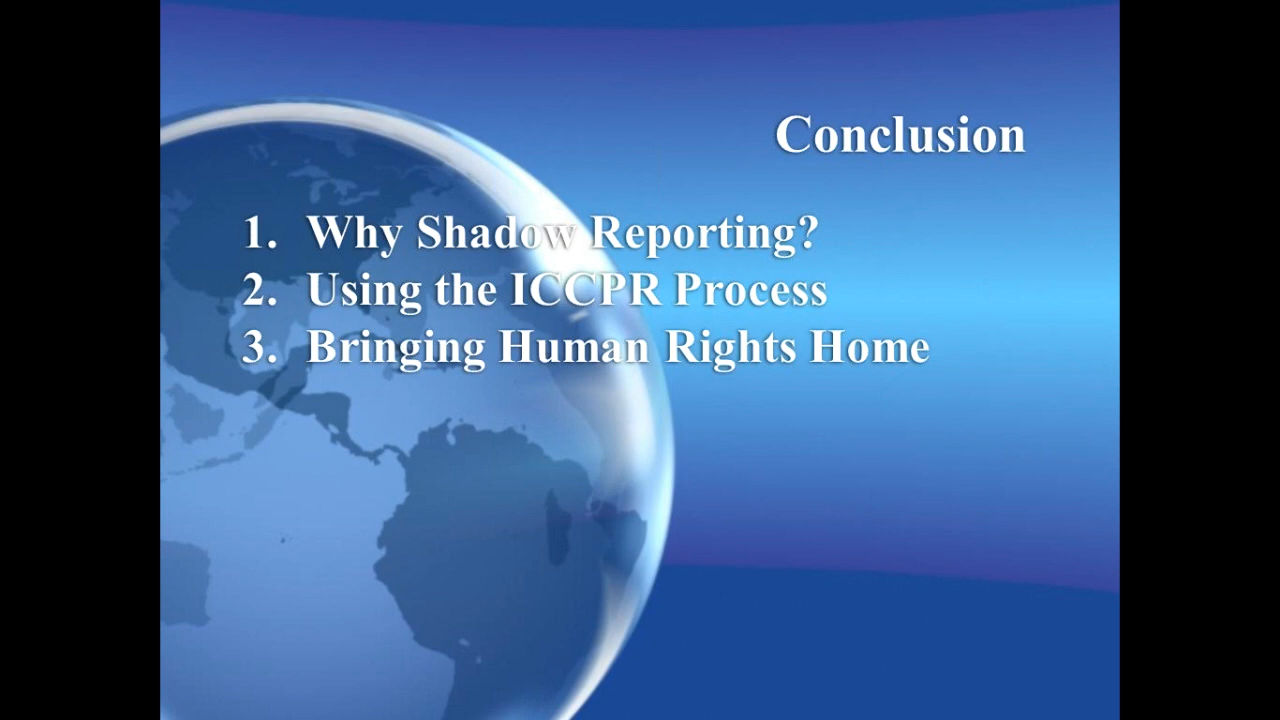 Conclusion
1. Why Shadow Reporting?
2. Using the ICCPR Process
3. Bringing Human Rights Home